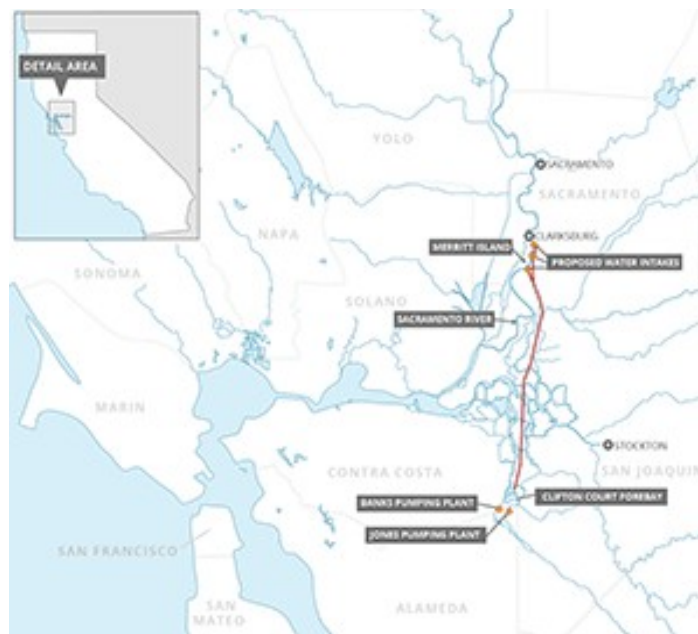 DETAIL AREA
YOLO
SACRAMENTO
SACRAMENTO
NAPA
CLARKSBURG
MERRITT ISLAND
PROPOSED WATER INTAKES
SONOMA
SOLANO
SACRAMENTO RIVER
MARIN
STOCKTON
CONTRA COSTA
SAN JOAQUIN
CLIFTON COURT FOREBAY
BANKS PUMPING PLANT
JONES PUMPING PLANT
SAN FRANCISCO
SAN
MATEO
ALAMEDA